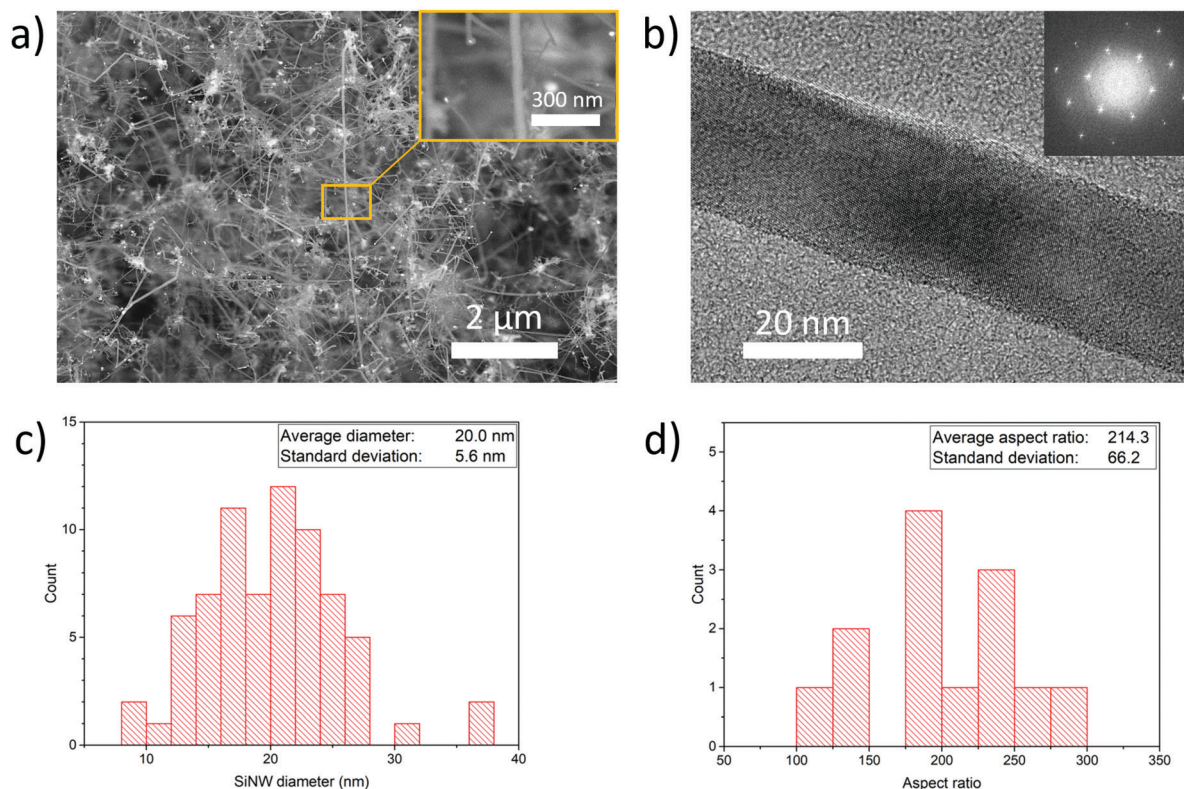 a)
300 nm
2 μm
b)
20 nm
c)
Average diameter: 20.0 nm
Standard deviation: 5.6 nm
15
10
5
0
Count
10 20 30 40
SiNW diameter (nm)
d)
Average aspect ratio: 214.3
Standand deviation: 66.2
5
4
3
2
1
0
Count
50 100 150 200 250 300 350
Aspect ratio